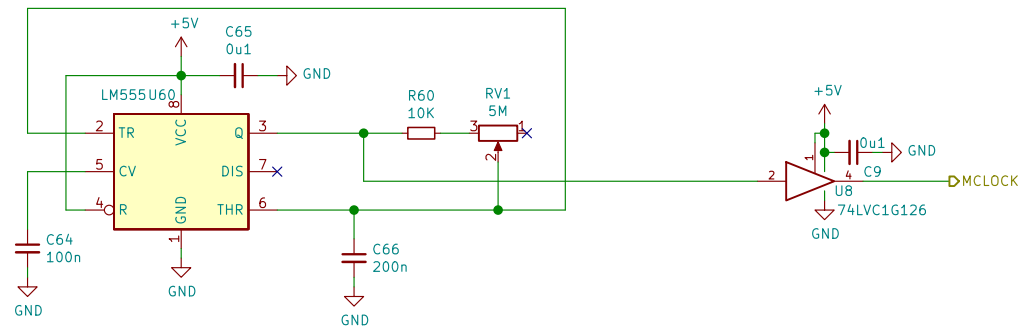 +5V
C65
0u1
GND
LM555U60
8
VCC
2
TR
Q
3
5
CV
DIS
7
4
R
GND
THR
6
1
GND
C64
100n
GND
R60
10K
RV1
5M
3
1
2
C66
200n
GND
+5V
1
0u1
GND
C9
2
4
U8
74LVC1G126
GND
MCLOCK